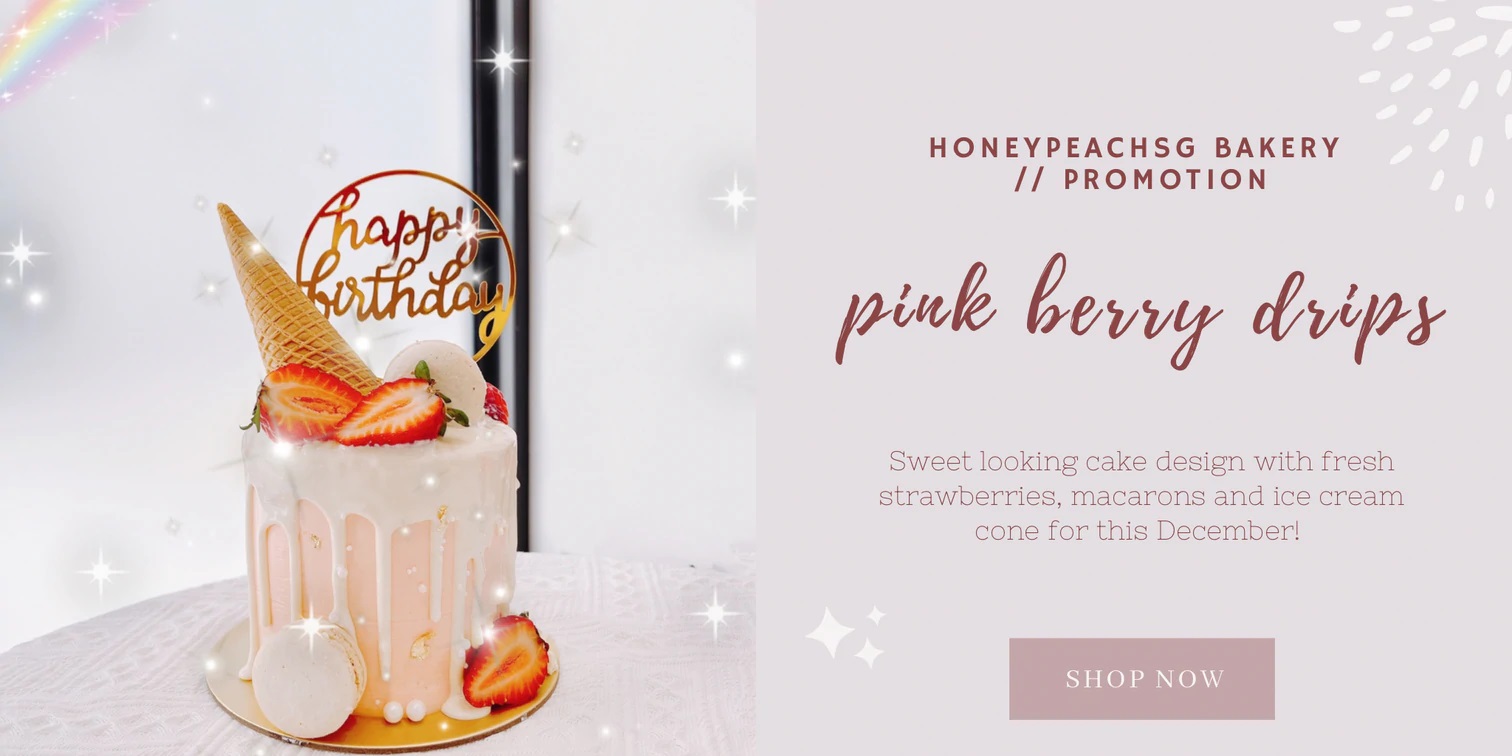 happy
birthday
HONEYPEACHSG BAKERY
// PROMOTION
pink berry drips
Sweet looking cake design with fresh
strawberries, macarons and ice cream
cone for this December!
SHOP NOW